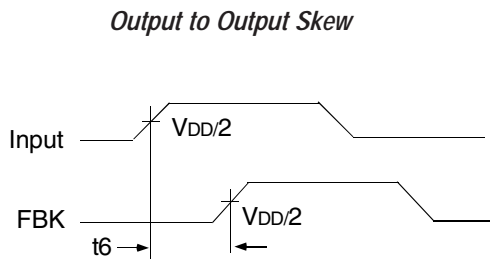 Output to Output Skew
Input
VDD/2
FBK
VDD/2
t6